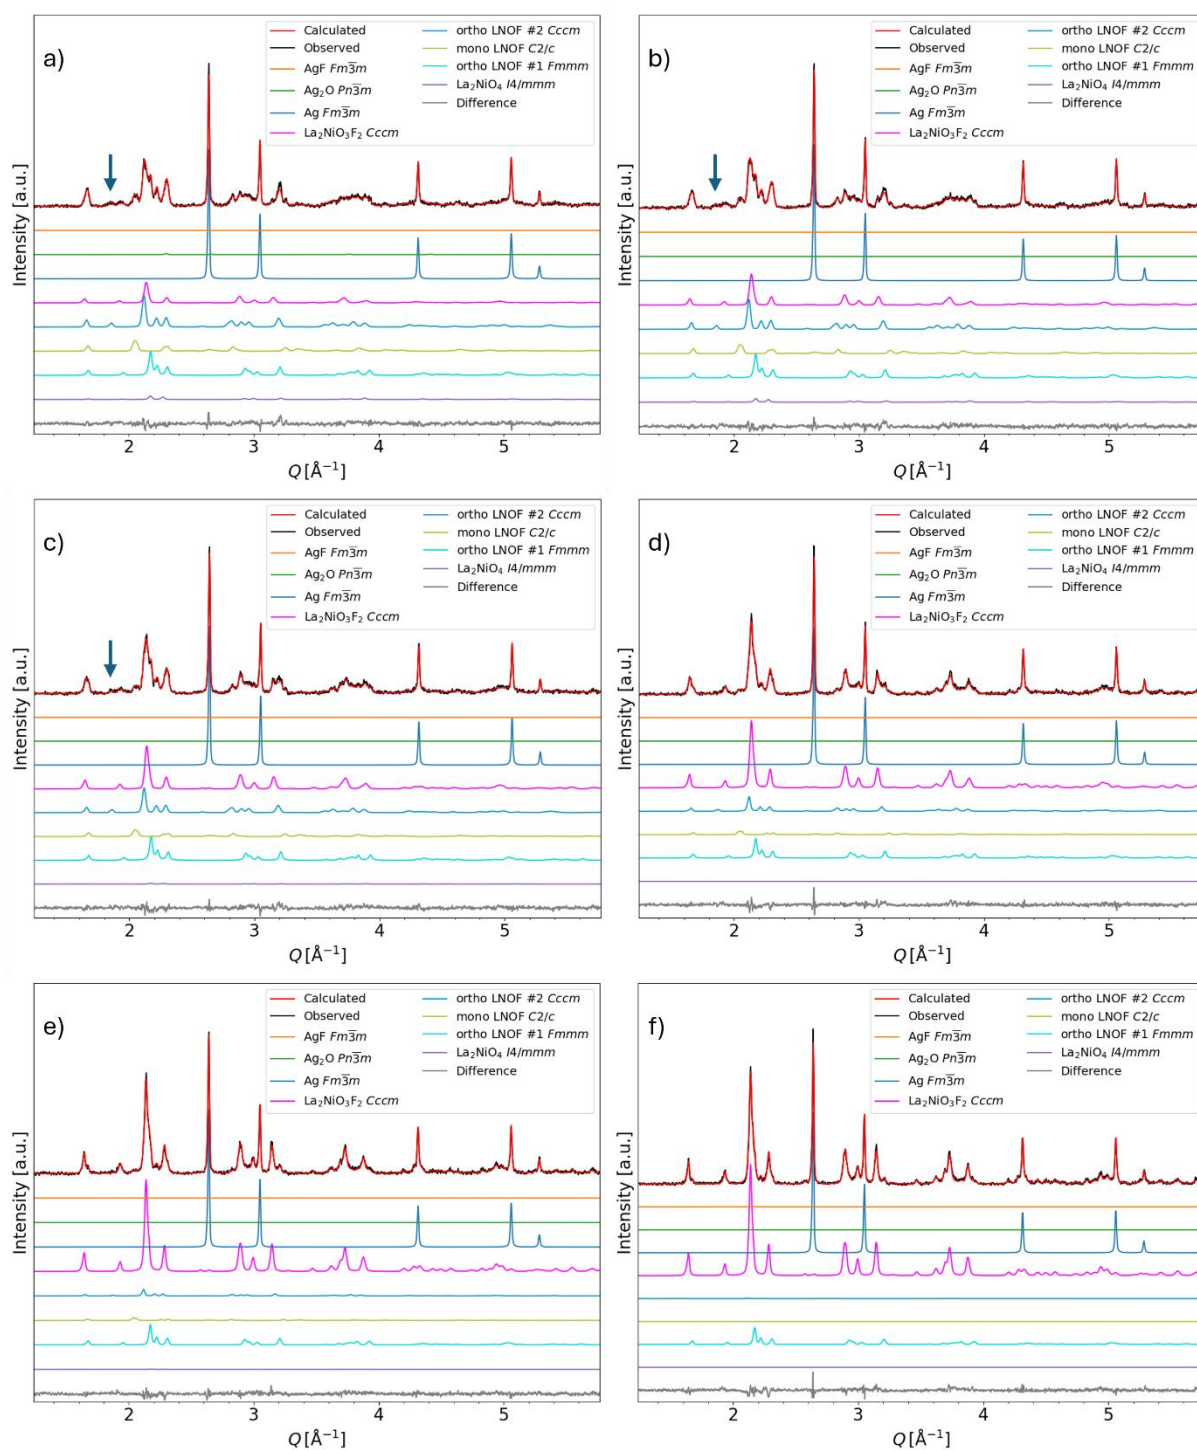 a)
Calculated
Observed
AgF Fm3̅m
Ag₂O Pn3̅m
Ag Fm3̅m
La₂NiO₃F₂ Cccm
ortho LNOF #2 Cccm
mono LNOF C2/c
ortho LNOF #1 Fmmm
La₂NiO₄ I4/mmm
Difference
Intensity [a.u.]
2 3 4 5
Q [Å⁻¹]
b)
Calculated
Observed
AgF Fm3̅m
Ag₂O Pn3̅m
Ag Fm3̅m
La₂NiO₃F₂ Cccm
ortho LNOF #2 Cccm
mono LNOF C2/c
ortho LNOF #1 Fmmm
La₂NiO₄ I4/mmm
Difference
Intensity [a.u.]
2 3 4 5
Q [Å⁻¹]
c)
Calculated
Observed
AgF Fm3̅m
Ag₂O Pn3̅m
Ag Fm3̅m
La₂NiO₃F₂ Cccm
ortho LNOF #2 Cccm
mono LNOF C2/c
ortho LNOF #1 Fmmm
La₂NiO₄ I4/mmm
Difference
Intensity [a.u.]
2 3 4 5
Q [Å⁻¹]
d)
Calculated
Observed
AgF Fm3̅m
Ag₂O Pn3̅m
Ag Fm3̅m
La₂NiO₃F₂ Cccm
ortho LNOF #2 Cccm
mono LNOF C2/c
ortho LNOF #1 Fmmm
La₂NiO₄ I4/mmm
Difference
Intensity [a.u.]
2 3 4 5
Q [Å⁻¹]
e)
Calculated
Observed
AgF Fm3̅m
Ag₂O Pn3̅m
Ag Fm3̅m
La₂NiO₃F₂ Cccm
ortho LNOF #2 Cccm
mono LNOF C2/c
ortho LNOF #1 Fmmm
La₂NiO₄ I4/mmm
Difference
Intensity [a.u.]
2 3 4 5
Q [Å⁻¹]
f)
Calculated
Observed
AgF Fm3̅m
Ag₂O Pn3̅m
Ag Fm3̅m
La₂NiO₃F₂ Cccm
ortho LNOF #2 Cccm
mono LNOF C2/c
ortho LNOF #1 Fmmm
La₂NiO₄ I4/mmm
Difference
Intensity [a.u.]
2 3 4 5
Q [Å⁻¹]